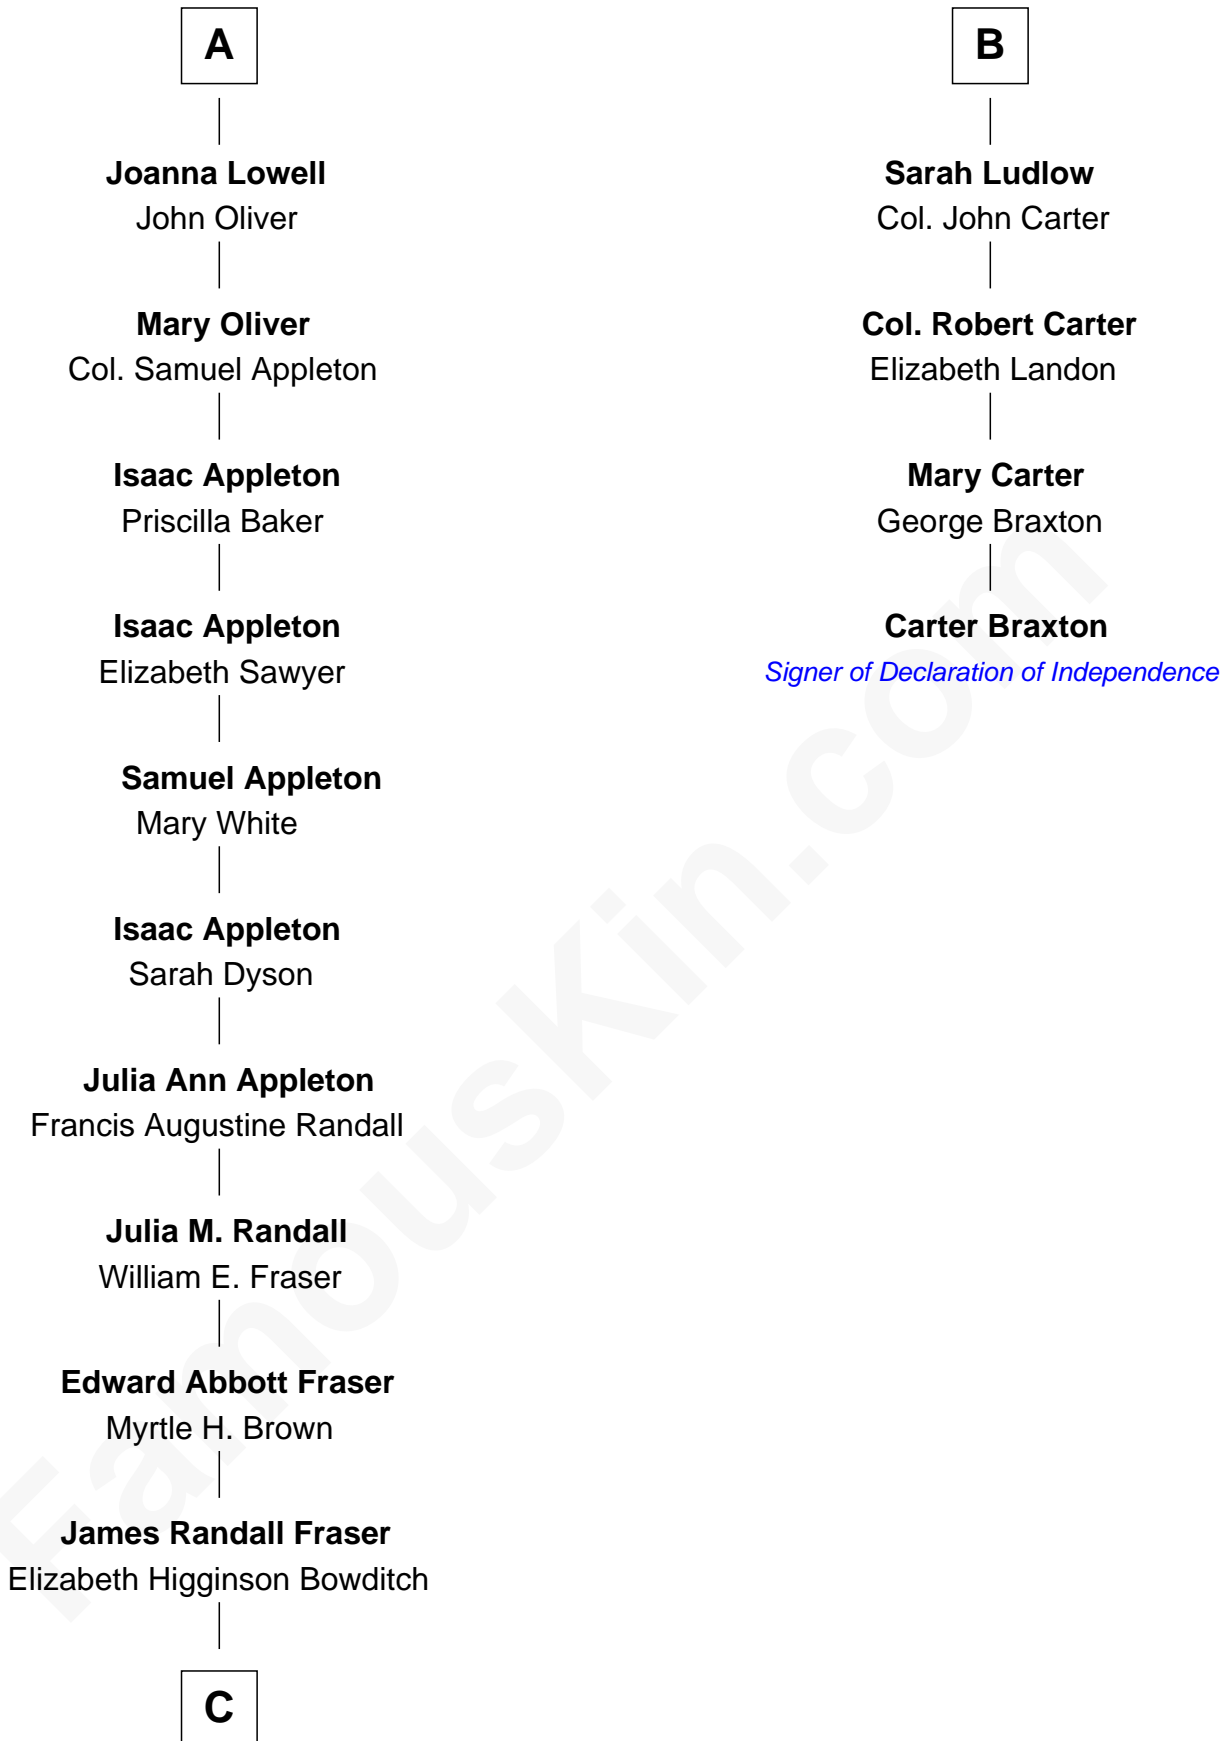 A
Joanna Lowell
John Oliver
Mary Oliver
Col. Samuel Appleton
Isaac Appleton
Priscilla Baker
Isaac Appleton
Elizabeth Sawyer
Samuel Appleton
Mary White
Isaac Appleton
Sarah Dyson
Julia Ann Appleton
Francis Augustine Randall
Julia M. Randall
William E. Fraser
Edward Abbott Fraser
Myrtle H. Brown
James Randall Fraser
Elizabeth Higginson Bowditch
C
B
Sarah Ludlow
Col. John Carter
Col. Robert Carter
Elizabeth Landon
Mary Carter
George Braxton
Carter Braxton
Signer of Declaration of Independence
FamousKin.com